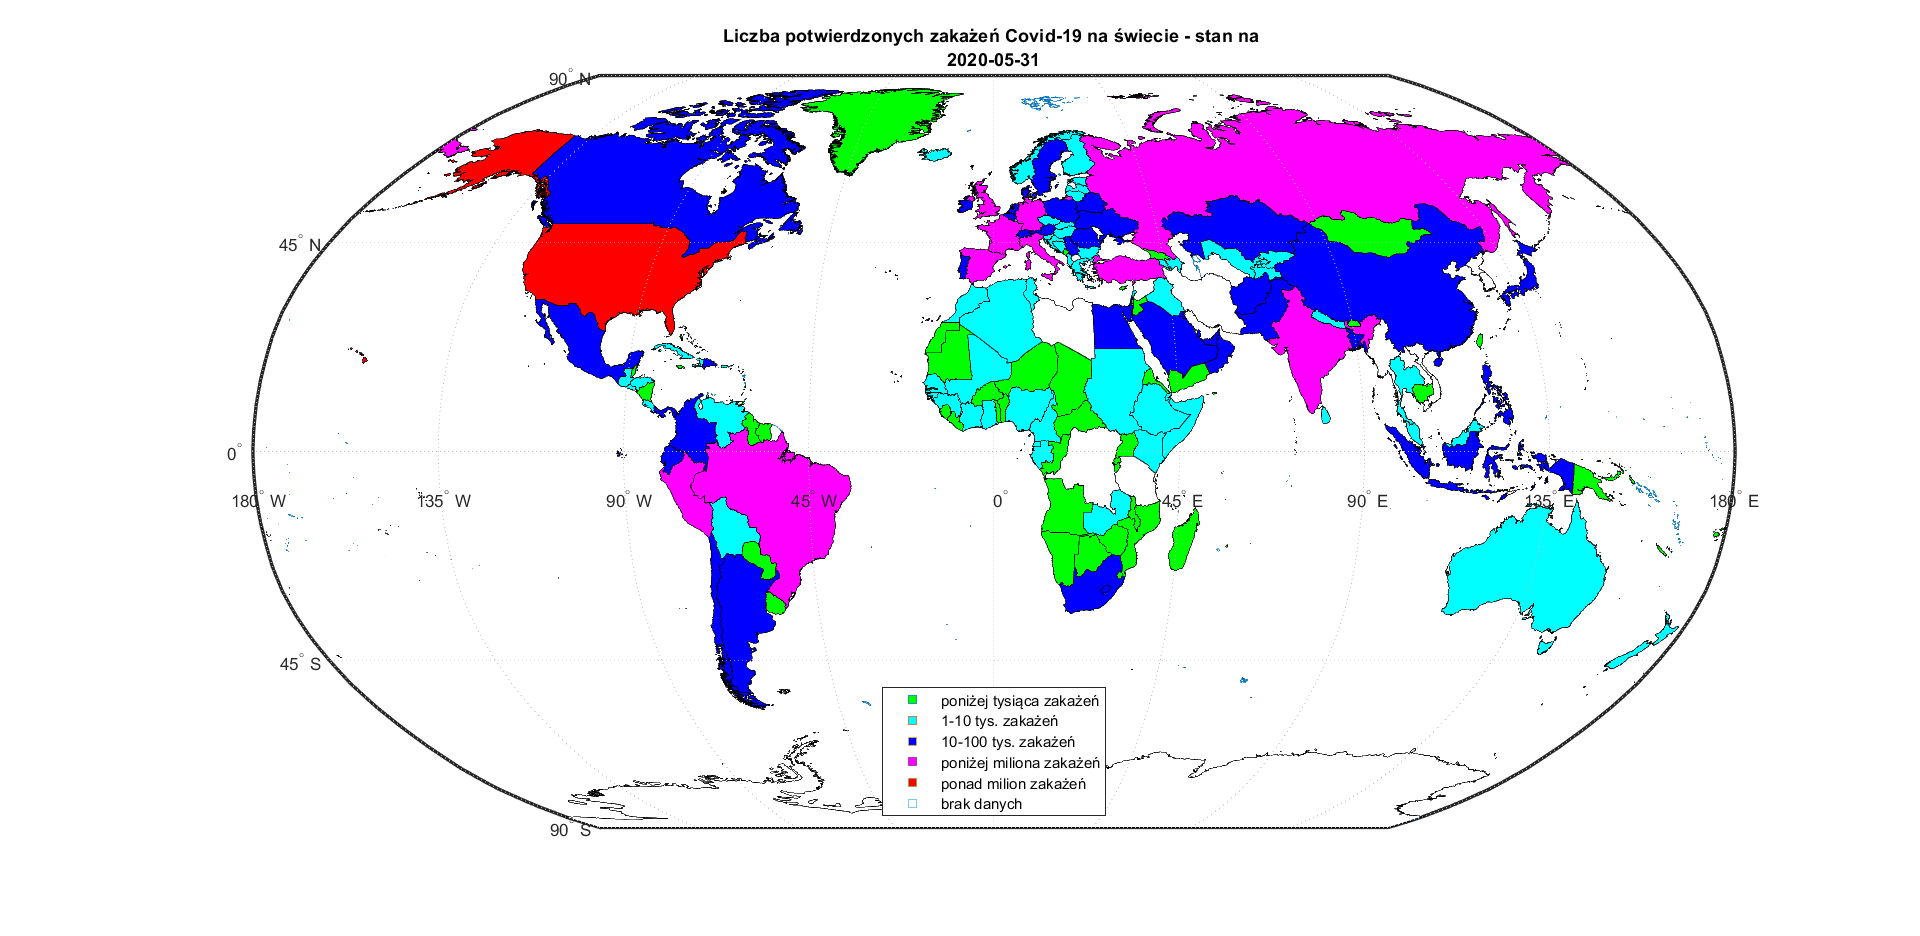 Liczba potwierdzonych zakażeń Covid-19 na świecie - stan na
2020-05-31
90° N
45° N
0°
180° W
135° W
90° W
45° W
0°
45° E
90° E
135° E
180° E
45° S
90° S
poniżej tysiąca zakażeń
1-10 tys. zakażeń
10-100 tys. zakażeń
poniżej miliona zakażeń
ponad milion zakażeń
brak danych